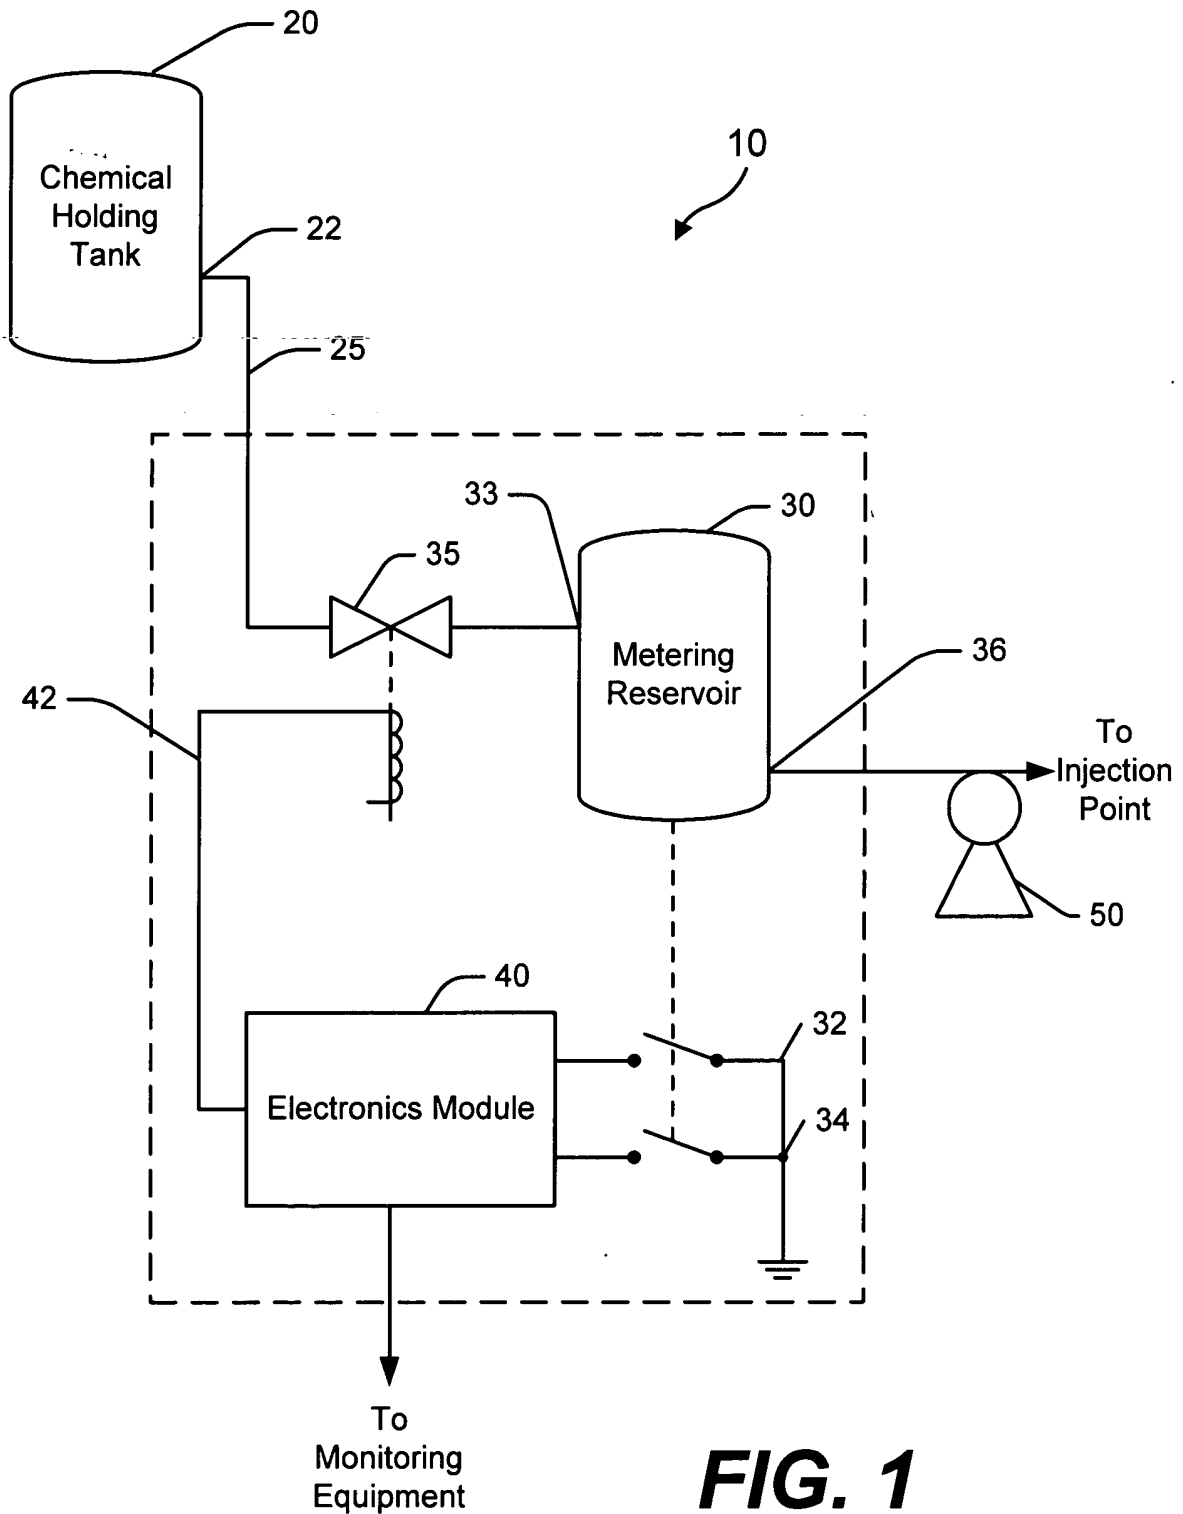 20
Chemical
Holding
Tank
22
10
25
33
30
35
Metering
Reservoir
36
42
To
Injection
Point
50
40
32
Electronics Module
34
To
Monitoring
Equipment
FIG. 1